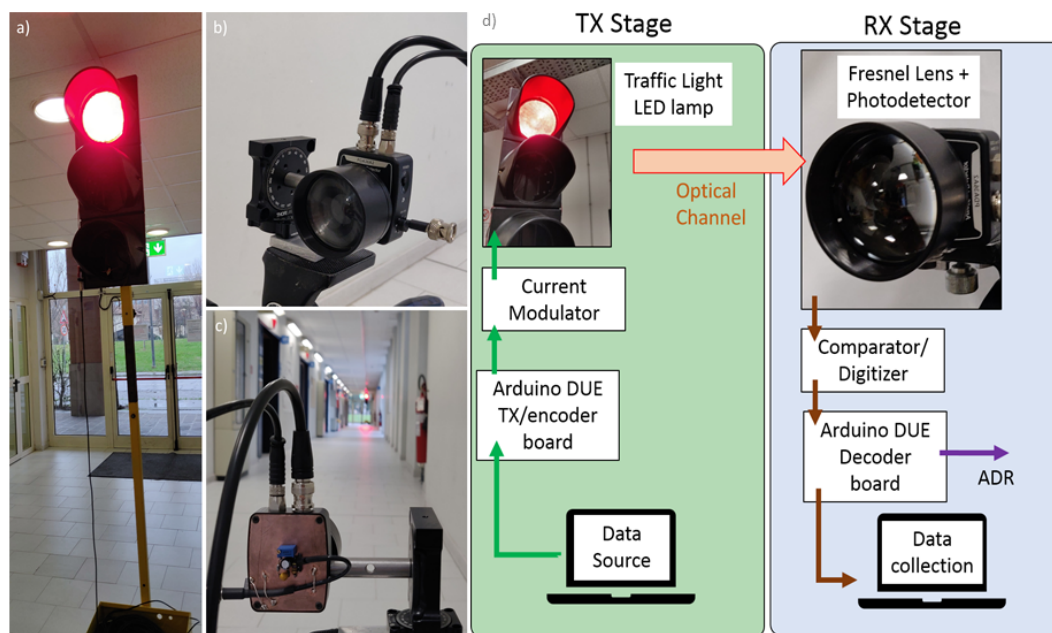 a)
b)
c)
d)
TX Stage
Traffic Light
LED lamp
Optical
Channel
Current
Modulator
Arduino DUE
TX/encoder
board
Data
Source
RX Stage
Fresnel Lens +
Photodetector
Comparator/
Digitizer
Arduino DUE
Decoder
board
ADR
Data
collection